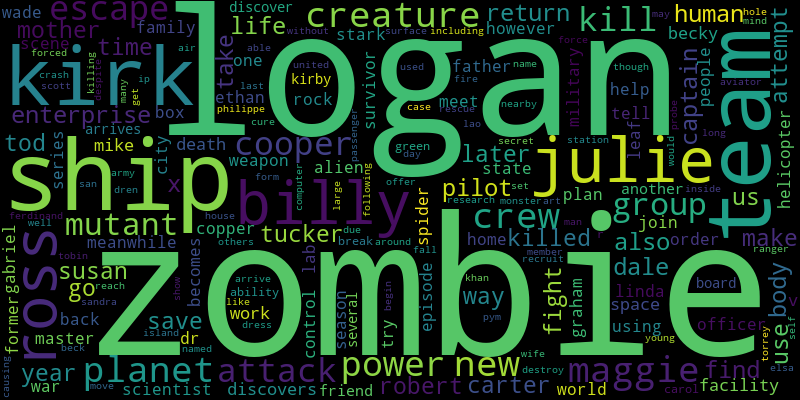 wade
escape
discover
creature
return
kill
human
hole
may
mind
mother
family
life
however
becky
scene
time
logan
stark
one
father
people
captain
military
force
attempt
forced
air
able
without
surface
including
crash
killing
despite
kirk
take
kirby
survivor
meet
though
name
used
fire
help
aviator
scott
ip
many
get
united
last
philippe
ethan
rock
nearby
probe
helicopter
enterprise
box
cure
passenger
case
rescue
lao
tell
leaf
team
tod
arrives
mike
city
death
cooper
green
day
secret
station
would
long
series
ship
x
weapon
alien
later
state
julie
san
army
dren
form
computer
large
following
offer
set
plan
another
inside
ferdinand
house
billy
pilot
group
us
mutant
copper
spider
research
monsterart
man
join
well
meanwhile
others
tucker
due
break
around
crew
home
killed
also
order
make
ross
tobin
becomes
lab
fall
member
recruit
ranger
gabriel
former
susan
go
reach
sandra
show
zombie
arrive
ability
like
control
season
several
episode
khan
way
fight
graham
dale
linda
space
board
body
v
back
save
work
dress
try
begin
pym
using
officer
use
self
master
beck
dr
island
named
wife
destroy
young
torrey
year
planet
attack
power
new
maggie
find
elsa
causing
war
move
scientist
discovers
friend
robert
carter
world
carol
facility